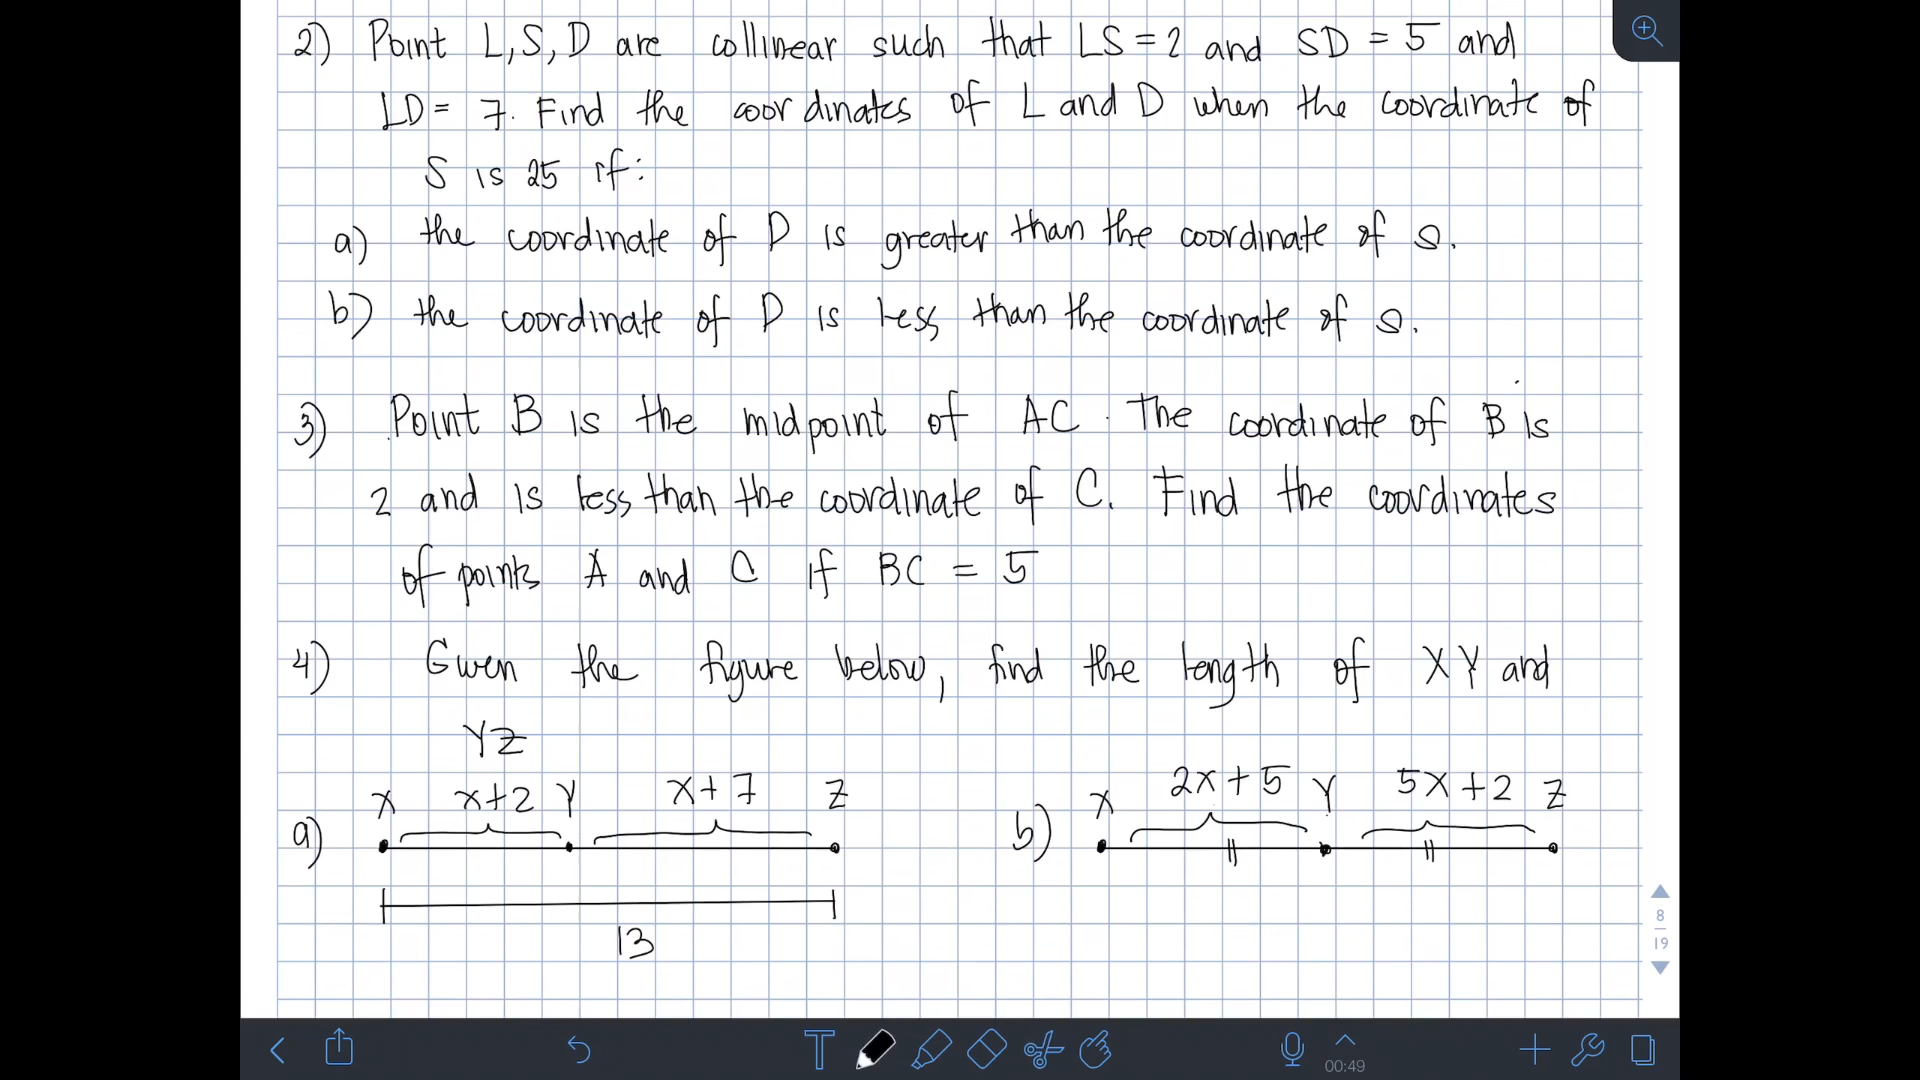 2) Point L, S, D are collinear such that LS = 2 and SD = 5 and
LD = 7. Find the coordinates of L and D when the coordinate of
S is 25 if:
a) the coordinate of D is greater than the coordinate of S.
b) the coordinate of D is less than the coordinate of S.
3) Point B is the midpoint of AC. The coordinate of B is
2 and is less than the coordinate of C. Find the coordinates
of points A and C if BC = 5
4) Given the figure below, find the length of XY and
YZ
a) X x+2 Y x+7 Z
13
b) X 2x+5 Y 5x+2 Z
8
19
T
00:49